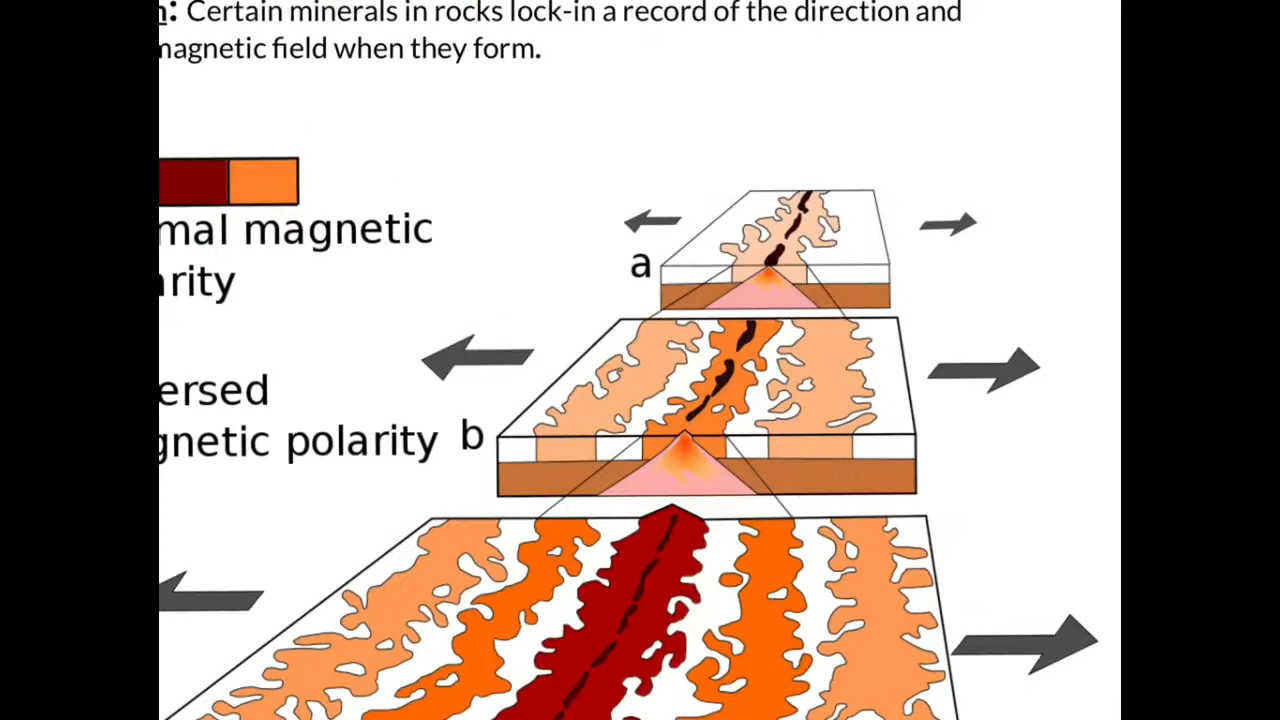 n: Certain minerals in rocks lock-in a record of the direction and
magnetic field when they form.
mal magnetic
rity
a
ersed
gnetic polarity
b